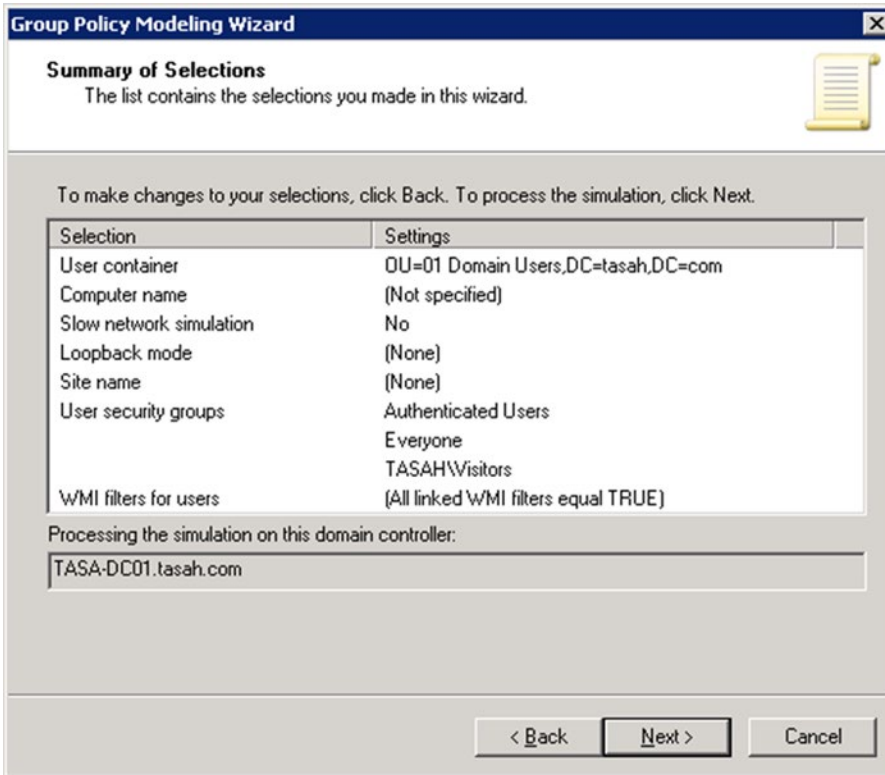 Group Policy Modeling Wizard
Summary of Selections
The list contains the selections you made in this wizard.
To make changes to your selections, click Back. To process the simulation, click Next.
Selection Settings
User container OU=01 Domain Users,DC=tasah,DC=com
Computer name (Not specified)
Slow network simulation No
Loopback mode (None)
Site name (None)
User security groups Authenticated Users
Everyone
TASAH\Visitors
WMI filters for users (All linked WMI filters equal TRUE)
Processing the simulation on this domain controller:
TASA-DC01.tasah.com
< Back Next > Cancel